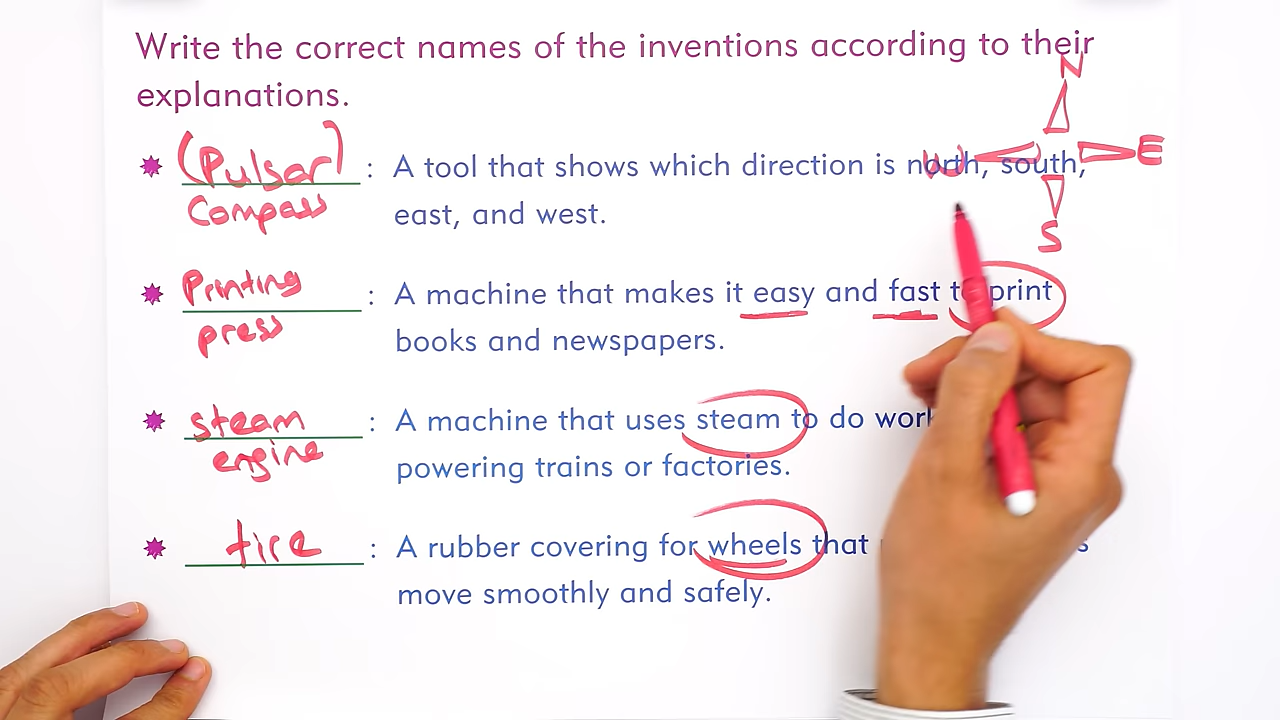 Write the correct names of the inventions according to their
explanations.
N
(Pulsar) : A tool that shows which direction is north, south,
W E
Compass east, and west.
S
Printing : A machine that makes it easy and fast to print
press books and newspapers.
steam : A machine that uses steam to do work
engine powering trains or factories.
tire : A rubber covering for wheels that
move smoothly and safely.